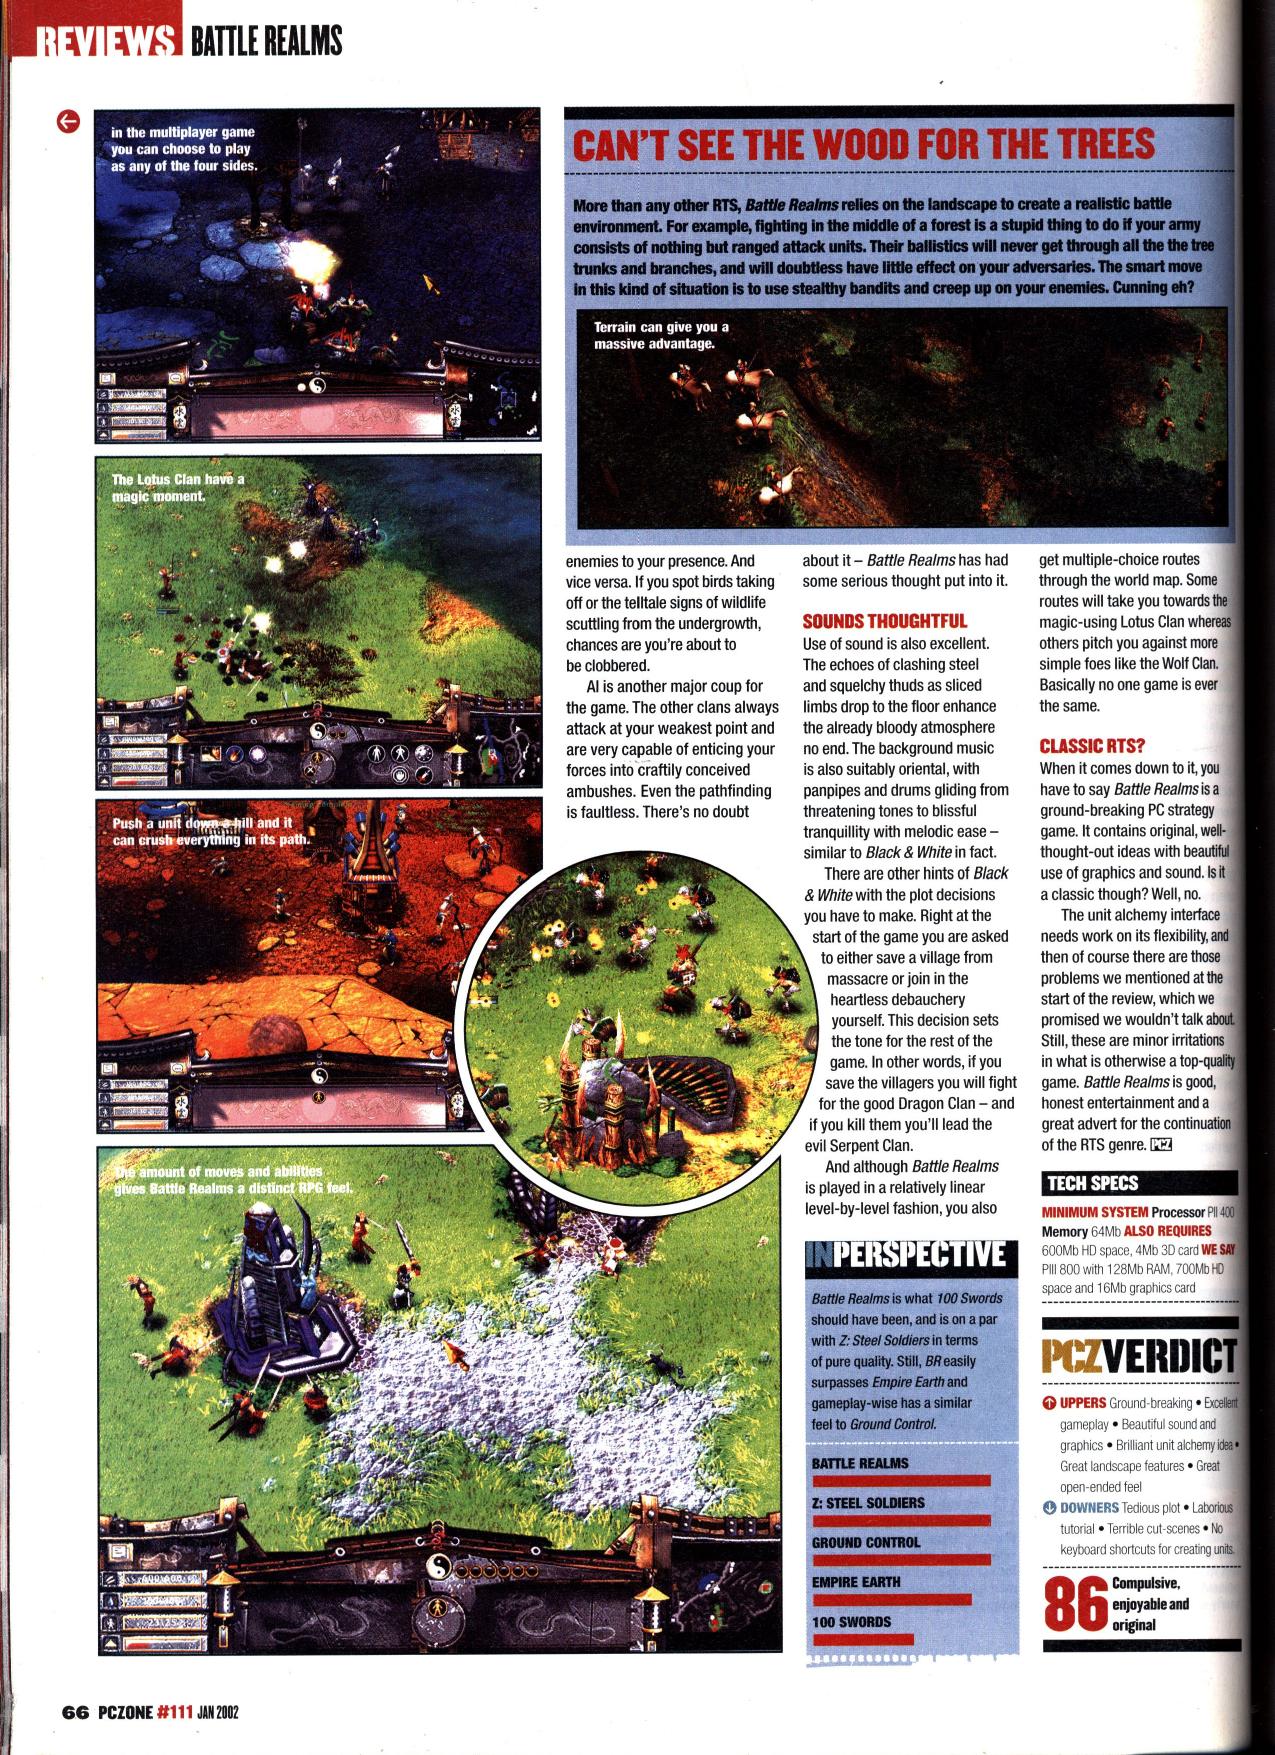 REVIEWS BATTLE REALMS
in the multiplayer game
you can choose to play
as any of the four sides.
The Lotus Clan have a
magic moment.
Push a unit down a hill and it
can crush everything in its path.
The amount of moves and abilities
gives Battle Realms a distinct RPG feel.
CAN'T SEE THE WOOD FOR THE TREES
More than any other RTS, Battle Realms relies on the landscape to create a realistic battle
environment. For example, fighting in the middle of a forest is a stupid thing to do if your army
consists of nothing but ranged attack units. Their ballistics will never get through all the the tree
trunks and branches, and will doubtless have little effect on your adversaries. The smart move
in this kind of situation is to use stealthy bandits and creep up on your enemies. Cunning eh?
Terrain can give you a
massive advantage.
enemies to your presence. And
vice versa. If you spot birds taking
off or the telltale signs of wildlife
scuttling from the undergrowth,
chances are you're about to
be clobbered.
AI is another major coup for
the game. The other clans always
attack at your weakest point and
are very capable of enticing your
forces into craftily conceived
ambushes. Even the pathfinding
is faultless. There's no doubt
about it – Battle Realms has had
some serious thought put into it.
SOUNDS THOUGHTFUL
Use of sound is also excellent.
The echoes of clashing steel
and squelchy thuds as sliced
limbs drop to the floor enhance
the already bloody atmosphere
no end. The background music
is also suitably oriental, with
panpipes and drums gliding from
threatening tones to blissful
tranquillity with melodic ease –
similar to Black & White in fact.
There are other hints of Black
& White with the plot decisions
you have to make. Right at the
start of the game you are asked
to either save a village from
massacre or join in the
heartless debauchery
yourself. This decision sets
the tone for the rest of the
game. In other words, if you
save the villagers you will fight
for the good Dragon Clan – and
if you kill them you'll lead the
evil Serpent Clan.
And although Battle Realms
is played in a relatively linear
level-by-level fashion, you also
get multiple-choice routes
through the world map. Some
routes will take you towards the
magic-using Lotus Clan whereas
others pitch you against more
simple foes like the Wolf Clan.
Basically no one game is ever
the same.
CLASSIC RTS?
When it comes down to it, you
have to say Battle Realms is a
ground-breaking PC strategy
game. It contains original, well-
thought-out ideas with beautiful
use of graphics and sound. Is it
a classic though? Well, no.
The unit alchemy interface
needs work on its flexibility, and
then of course there are those
problems we mentioned at the
start of the review, which we
promised we wouldn't talk about.
Still, these are minor irritations
in what is otherwise a top-quality
game. Battle Realms is good,
honest entertainment and a
great advert for the continuation
of the RTS genre. PCZ
INPERSPECTIVE
Battle Realms is what 100 Swords
should have been, and is on a par
with Z: Steel Soldiers in terms
of pure quality. Still, BR easily
surpasses Empire Earth and
gameplay-wise has a similar
feel to Ground Control.
BATTLE REALMS
Z: STEEL SOLDIERS
GROUND CONTROL
EMPIRE EARTH
100 SWORDS
TECH SPECS
MINIMUM SYSTEM Processor PII 400
Memory 64Mb ALSO REQUIRES
600Mb HD space, 4Mb 3D card WE SAY
PIII 800 with 128Mb RAM, 700Mb HD
space and 16Mb graphics card
PCZVERDICT
UPPERS Ground-breaking • Excellent
gameplay • Beautiful sound and
graphics • Brilliant unit alchemy idea •
Great landscape features • Great
open-ended feel
DOWNERS Tedious plot • Laborious
tutorial • Terrible cut-scenes • No
keyboard shortcuts for creating units.
86 Compulsive,
enjoyable and
original
66 PCZONE #111 JAN 2002